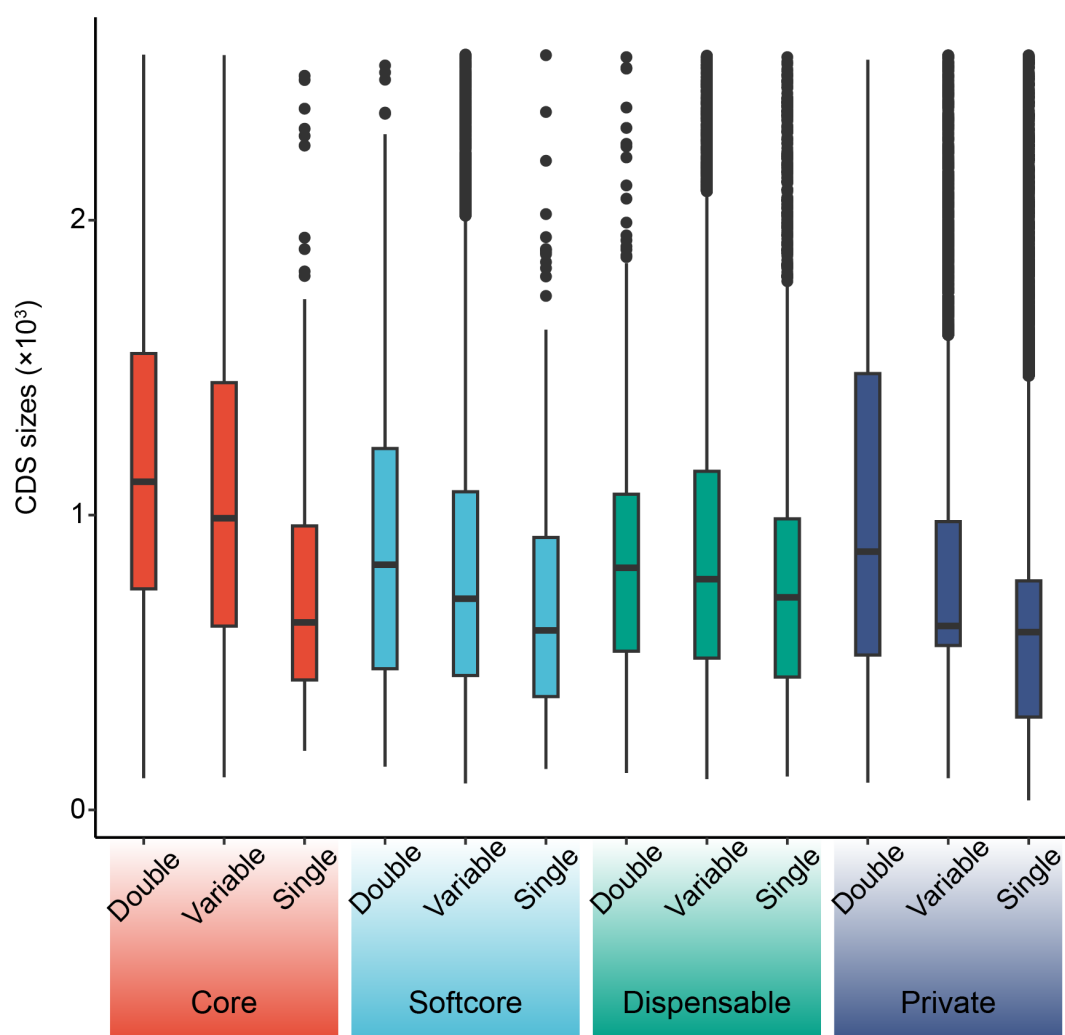 CDS sizes (×10³)
2
1
0
Double
Variable
Single
Double
Variable
Single
Double
Variable
Single
Double
Variable
Single
Core
Softcore
Dispensable
Private